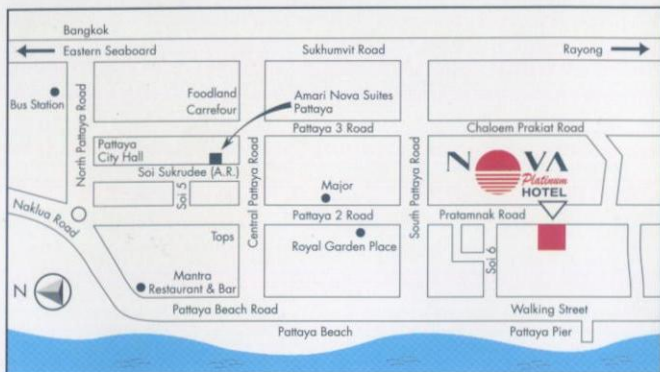 Bangkok
Eastern Seaboard
Sukhumvit Road
Rayong
Bus Station
North Pattaya Road
Foodland
Carrefour
Amari Nova Suites
Pattaya
Pattaya 3 Road
Chaloem Prakiat Road
Pattaya
City Hall
Soi Sukrudee (A.R.)
Soi 5
Central Pattaya Road
Major
South Pattaya Road
NOVA
Platinum
HOTEL
Naklua Road
Pattaya 2 Road
Pratamnak Road
Tops
Royal Garden Place
Soi 6
N
Mantra
Restaurant & Bar
Pattaya Beach Road
Walking Street
Pattaya Beach
Pattaya Pier